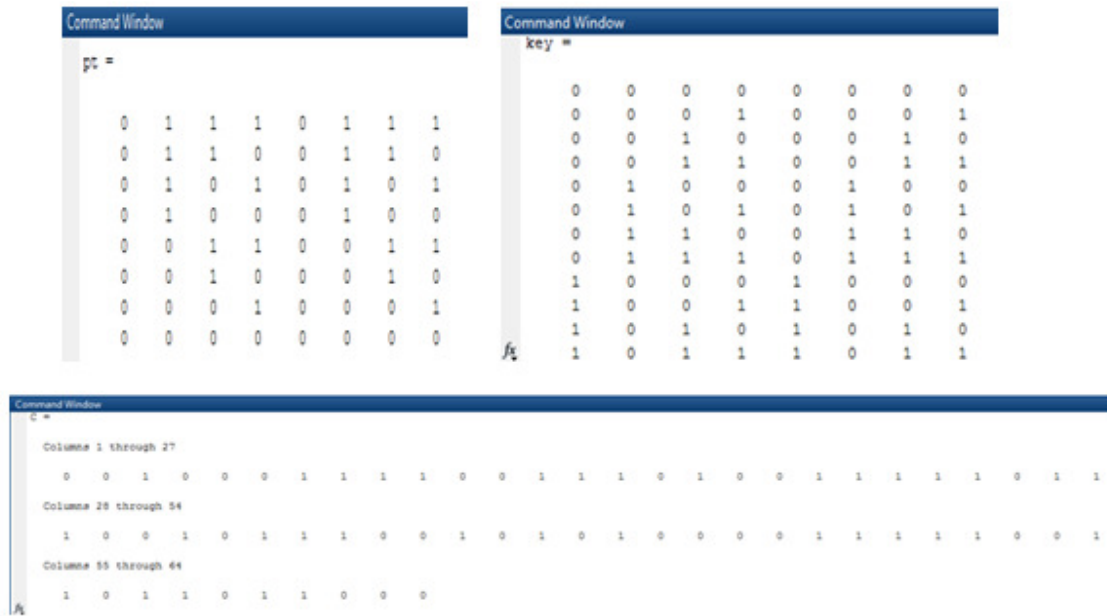 Command Window
pt =
0 1 1 1 0 1 1 1
0 1 1 0 0 1 1 0
0 1 0 1 0 1 0 1
0 1 0 0 0 1 0 0
0 0 1 1 0 0 1 1
0 0 1 0 0 0 1 0
0 0 0 1 0 0 0 1
0 0 0 0 0 0 0 0
Command Window
key =
0 0 0 0 0 0 0 0
0 0 0 1 0 0 0 1
0 0 1 0 0 0 1 0
0 0 1 1 0 0 1 1
0 1 0 0 0 1 0 0
0 1 0 1 0 1 0 1
0 1 1 0 0 1 1 0
0 1 1 1 0 1 1 1
1 0 0 0 1 0 0 0
1 0 0 1 1 0 0 1
1 0 1 0 1 0 1 0
fx 1 0 1 1 1 0 1 1
Command Window
C =
Columns 1 through 27
0 0 1 0 0 0 1 1 1 1 0 0 1 1 1 0 1 0 0 1 1 1 1 1 0 1 1
Columns 28 through 54
1 0 0 1 0 1 1 1 0 0 1 0 1 0 1 0 0 0 0 1 1 1 1 1 0 0 1
Columns 55 through 64
fx 1 0 1 1 0 1 1 0 0 0